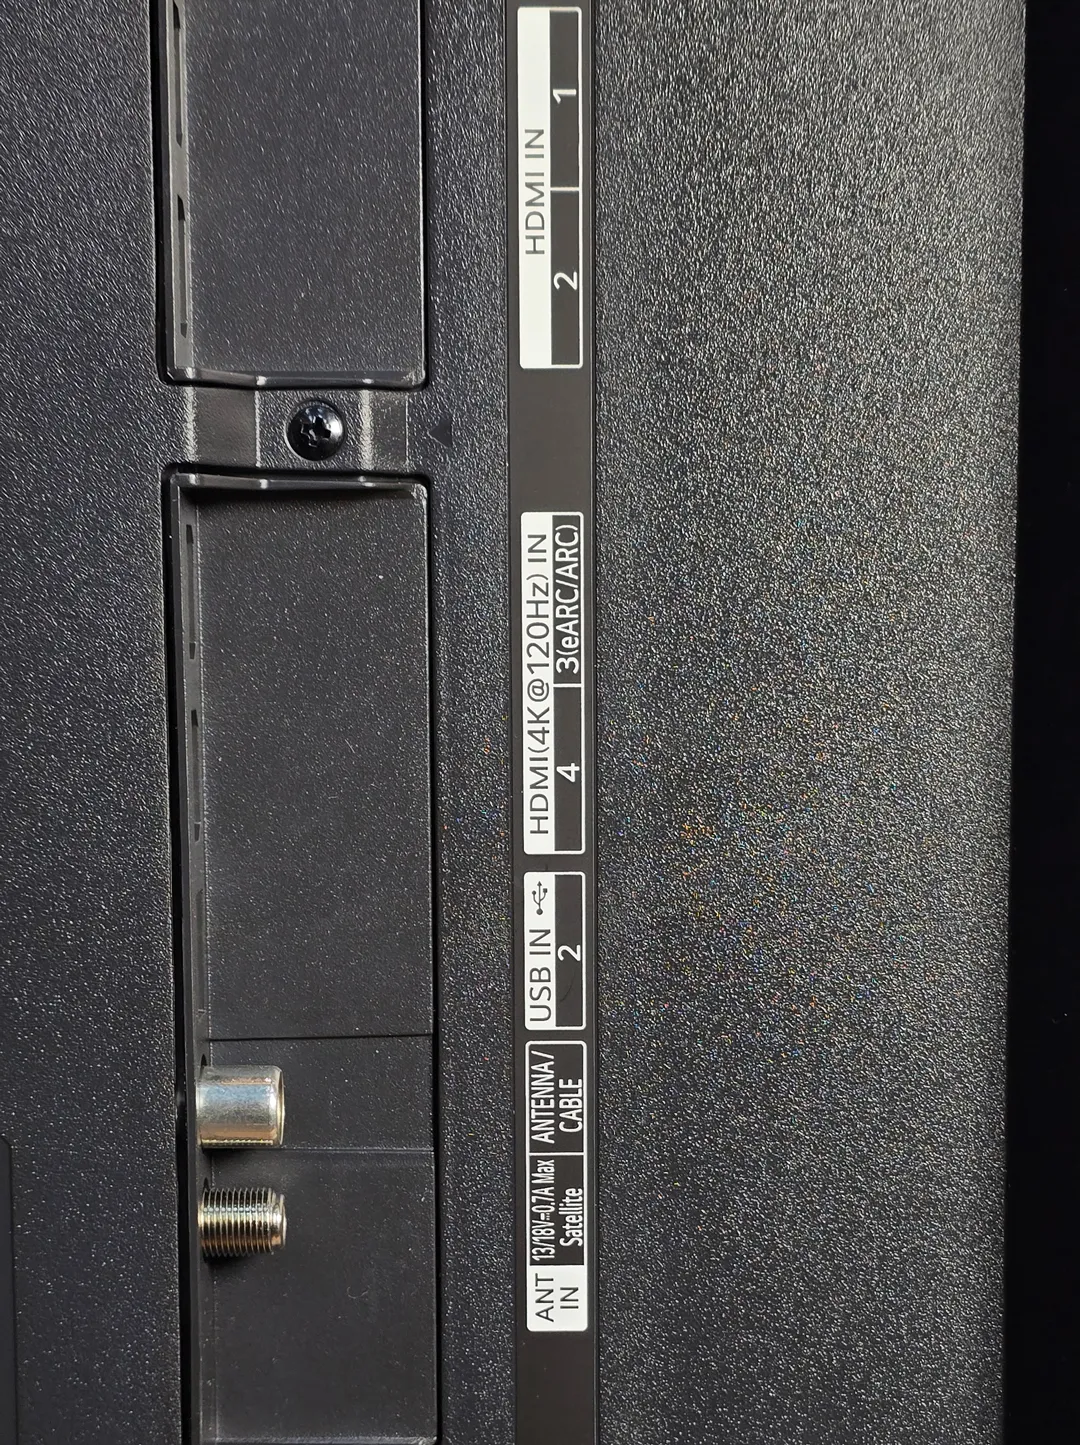 HDMI IN
2 1
HDMI(4K@120Hz) IN
4 3(eARC/ARC)
USB IN
2
ANTENNA/
CABLE
13/18V⎓0.7A Max
Satellite
ANT
IN